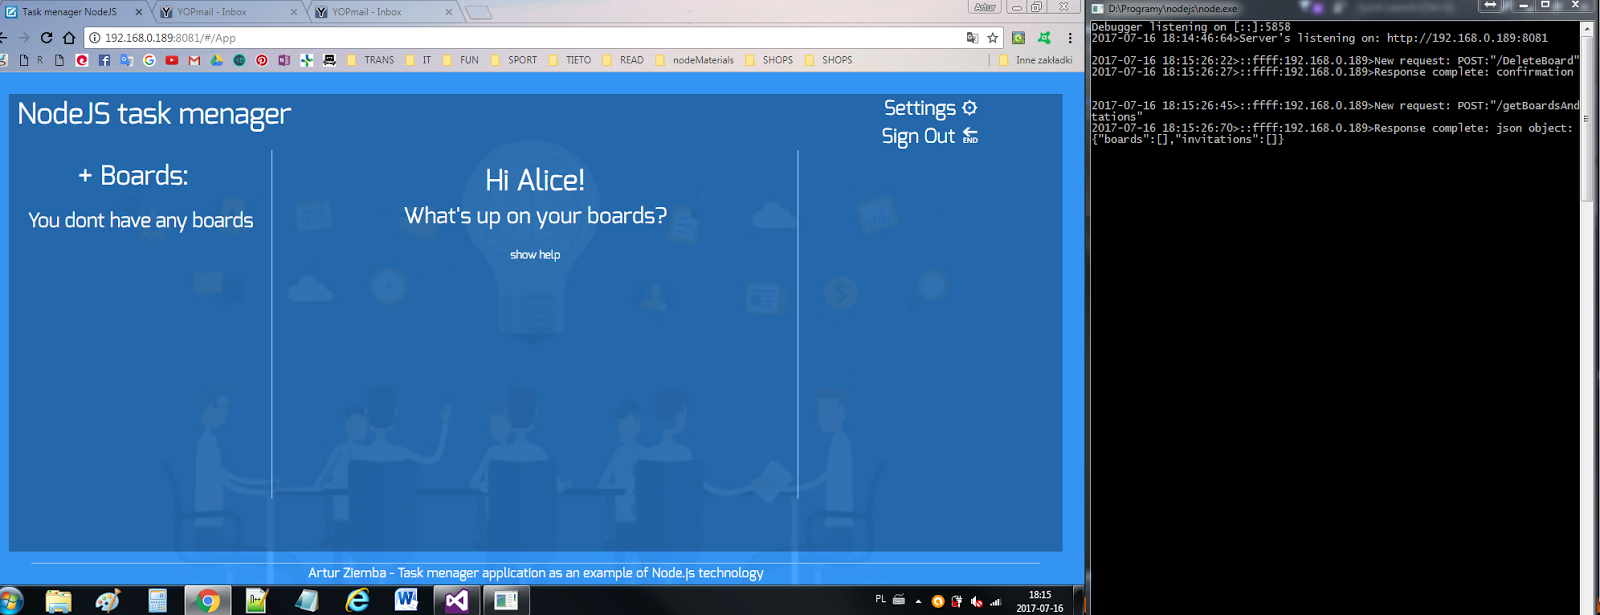 Task menager NodeJS
YOPmail - Inbox
YOPmail - Inbox
Artur
192.168.0.189:8081/#/App
R
TRANS
IT
FUN
SPORT
TIETO
READ
nodeMaterials
SHOPS
SHOPS
Inne zakładki
NodeJS task menager
Settings
Sign Out
END
+ Boards:
You dont have any boards
Hi Alice!
What's up on your boards?
show help
Artur Ziemba - Task menager application as an example of Node.js technology
PL
18:15
2017-07-16
D:\Programy\nodejs\node.exe
Debugger listening on [::]:5858
2017-07-16 18:14:46:64>Server's listening on: http://192.168.0.189:8081
2017-07-16 18:15:26:22>::ffff:192.168.0.189>New request: POST:"/DeleteBoard"
2017-07-16 18:15:26:27>Response complete: confirmation
2017-07-16 18:15:26:45>::ffff:192.168.0.189>New request: POST:"/getBoardsAnd
tations"
2017-07-16 18:15:26:70>::ffff:192.168.0.189>Response complete: json object:
{"boards":[],"invitations":[]}